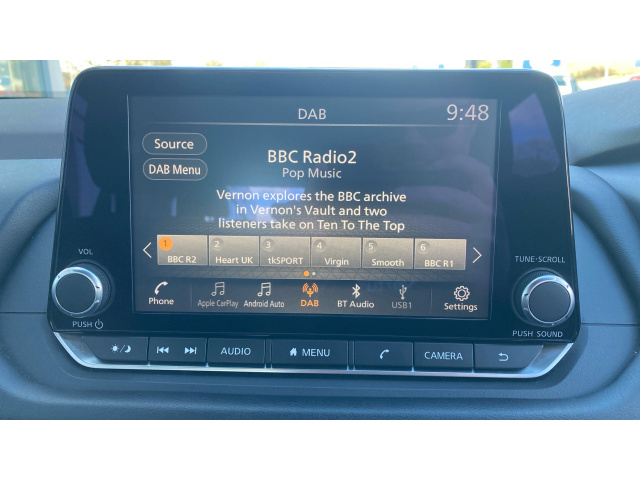 DAB
9:48
Source
BBC Radio2
DAB Menu
Pop Music
Vernon explores the BBC archive
in Vernon's Vault and two
listeners take on Ten To The Top
1 2 3 4 5 6
BBC R2 Heart UK tkSPORT Virgin Smooth BBC R1
VOL
TUNE·SCROLL
Phone Apple CarPlay Android Auto DAB BT Audio USB1 Settings
PUSH
PUSH SOUND
AUDIO MENU CAMERA